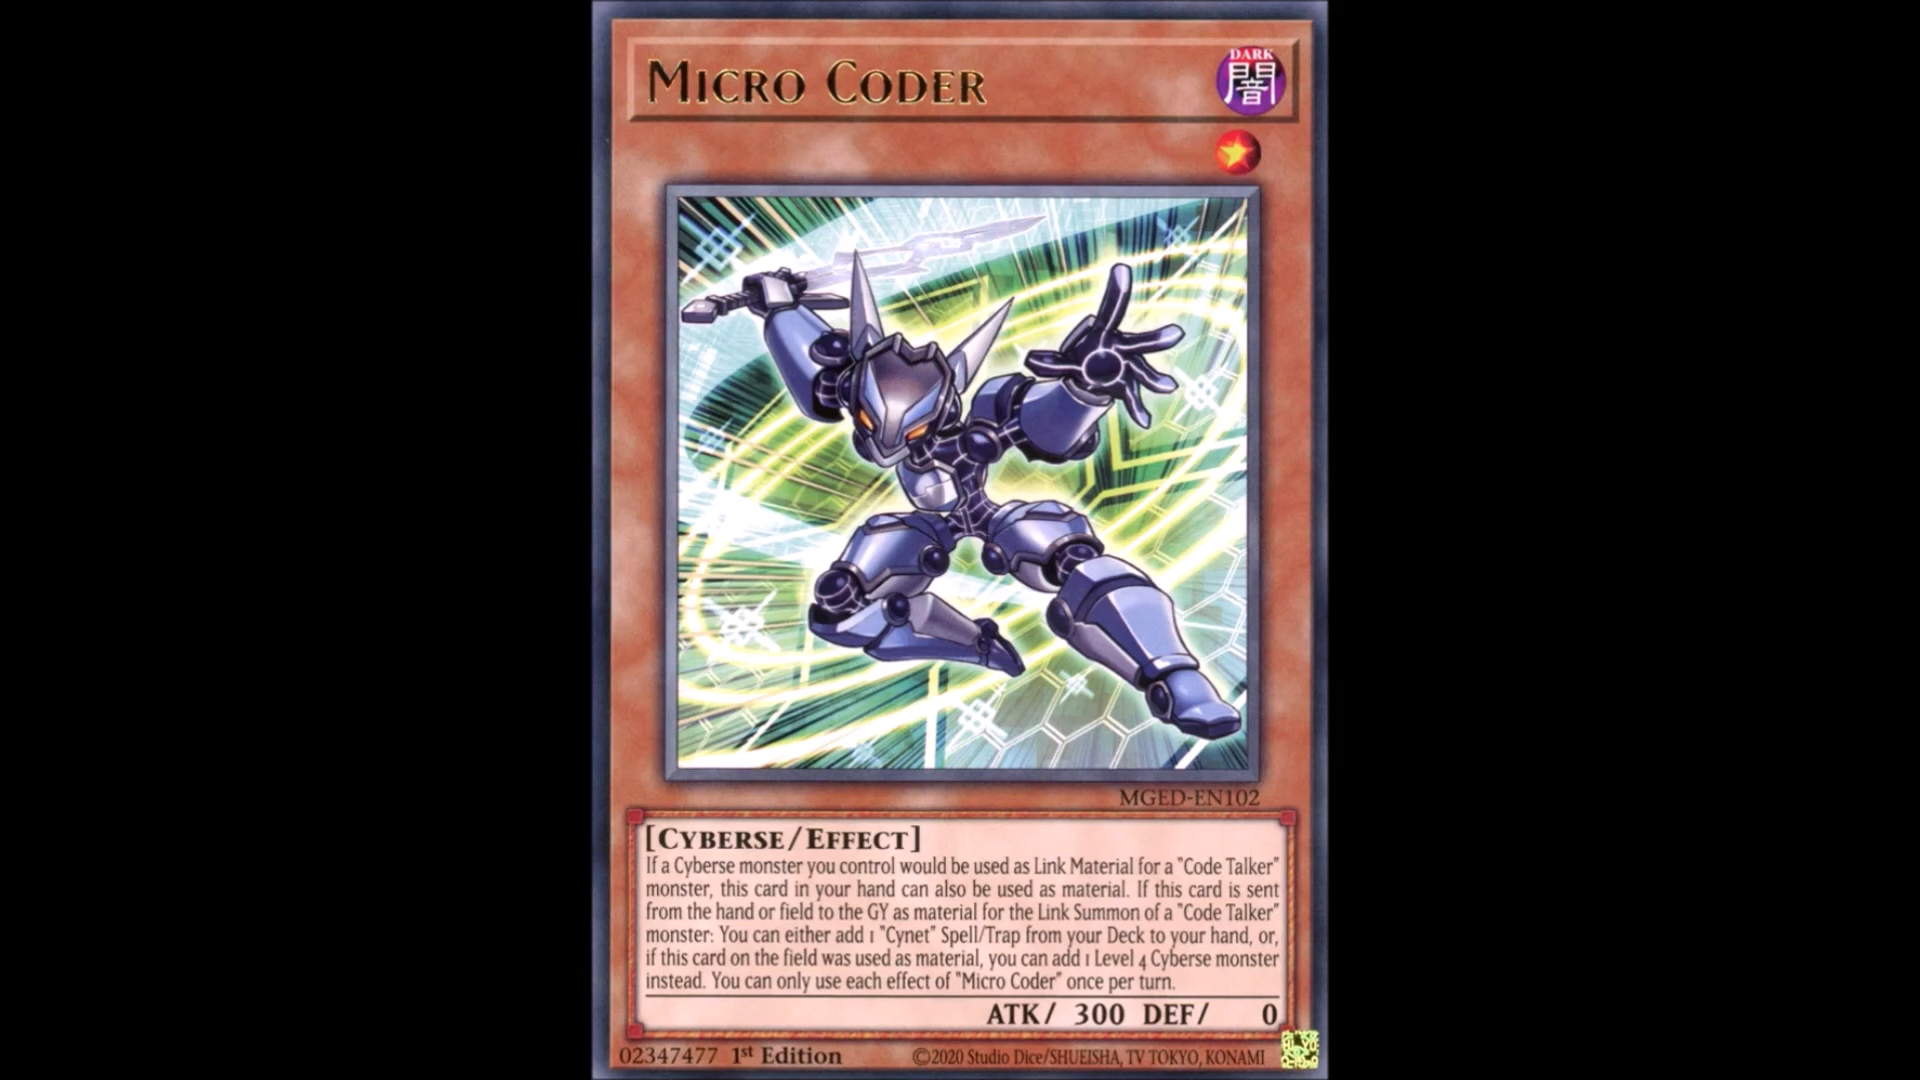 MICRO CODER
DARK
闇
MGED-EN102
[CYBERSE/EFFECT]
If a Cyberse monster you control would be used as Link Material for a "Code Talker"
monster, this card in your hand can also be used as material. If this card is sent
from the hand or field to the GY as material for the Link Summon of a "Code Talker"
monster: You can either add 1 "Cynet" Spell/Trap from your Deck to your hand, or,
if this card on the field was used as material, you can add 1 Level 4 Cyberse monster
instead. You can only use each effect of "Micro Coder" once per turn.
ATK/ 300 DEF/ 0
02347477 1st Edition ©2020 Studio Dice/SHUEISHA, TV TOKYO, KONAMI